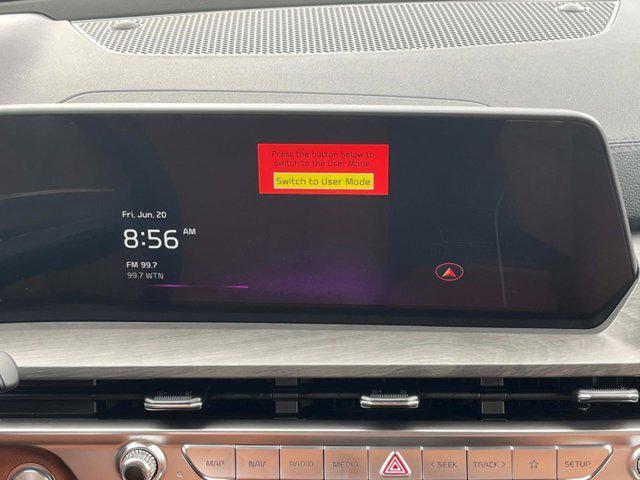 Press the button below to
switch to the User Mode.
Switch to User Mode
Fri, Jun. 20
8:56 AM
FM 99.7
99.7 WTN
MAP NAV RADIO MEDIA < SEEK TRACK > ☆ SETUP